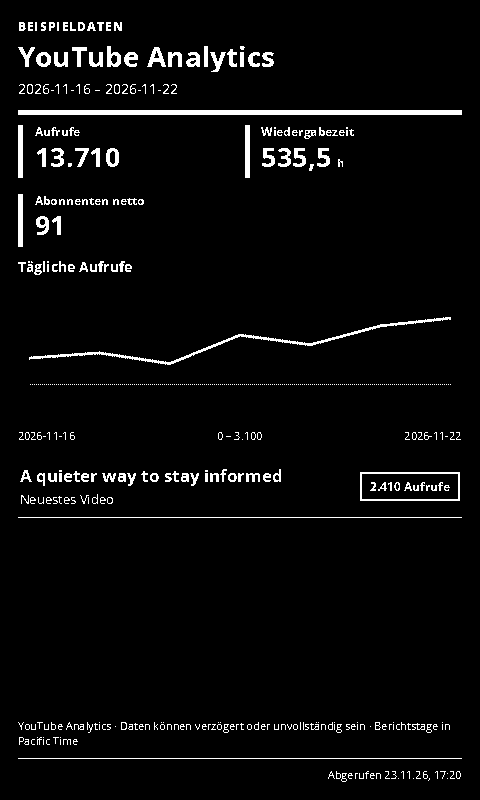 BEISPIELDATEN
YouTube Analytics
2026-11-16 – 2026-11-22
Aufrufe
13.710
Wiedergabezeit
535,5 h
Abonnenten netto
91
Tägliche Aufrufe
2026-11-16
0 – 3.100
2026-11-22
A quieter way to stay informed
Neuestes Video
2.410 Aufrufe
YouTube Analytics · Daten können verzögert oder unvollständig sein · Berichtstage in
Pacific Time
Abgerufen 23.11.26, 17:20